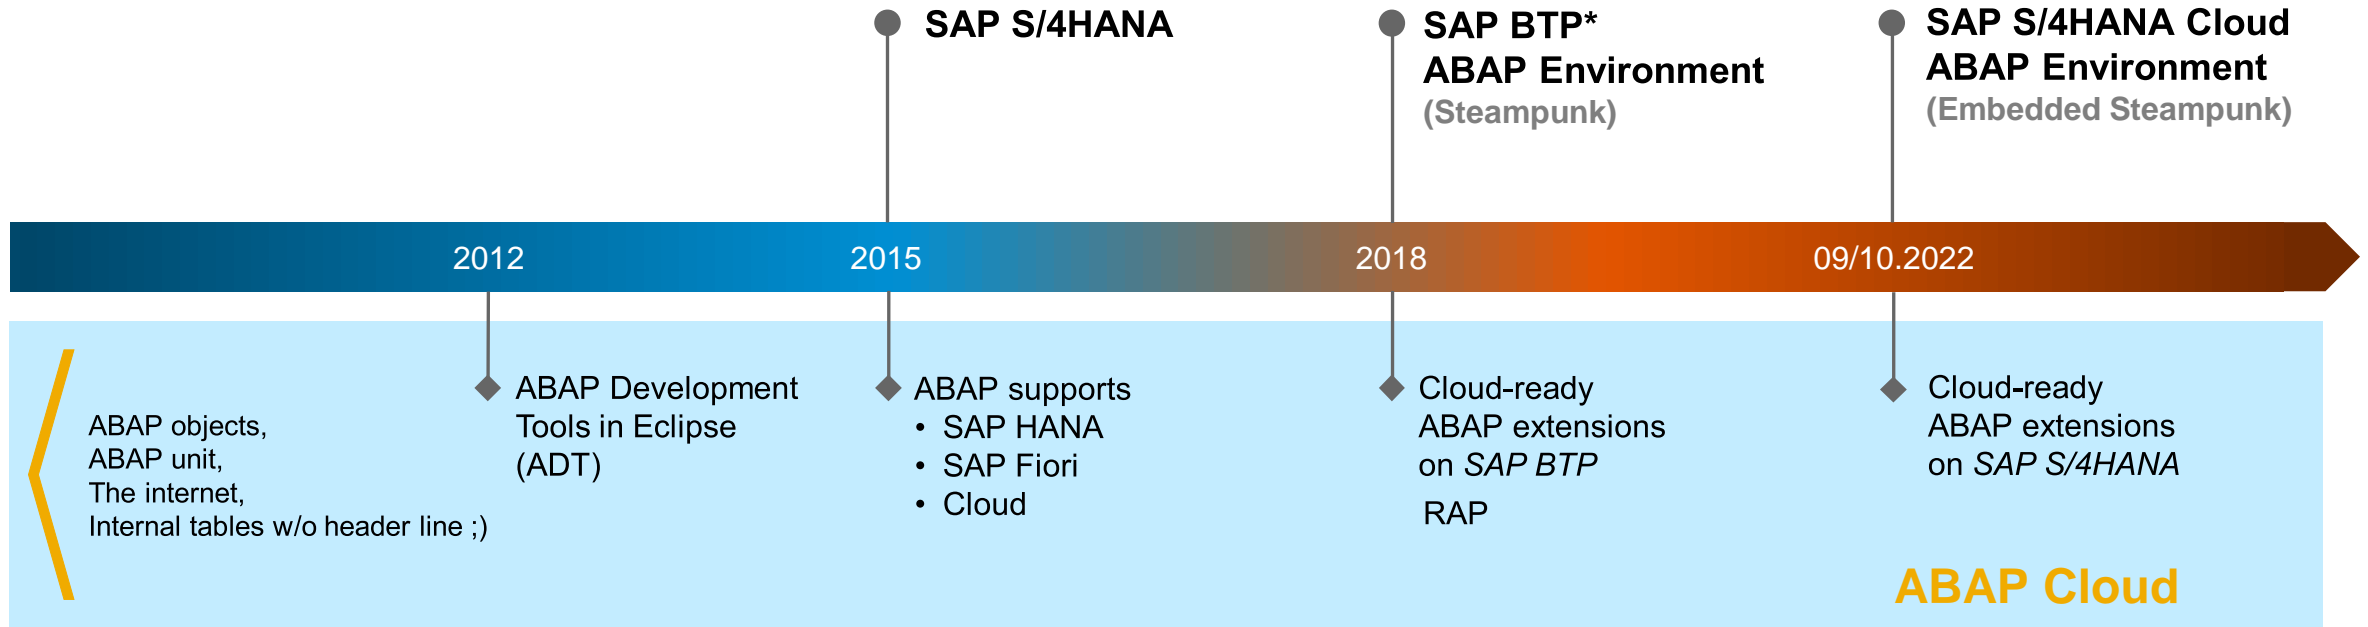 SAP S/4HANA
SAP BTP*
ABAP Environment
(Steampunk)
SAP S/4HANA Cloud
ABAP Environment
(Embedded Steampunk)
2012
2015
2018
09/10.2022
ABAP objects,
ABAP unit,
The internet,
Internal tables w/o header line ;)
ABAP Development
Tools in Eclipse
(ADT)
ABAP supports
• SAP HANA
• SAP Fiori
• Cloud
Cloud-ready
ABAP extensions
on SAP BTP
RAP
Cloud-ready
ABAP extensions
on SAP S/4HANA
ABAP Cloud